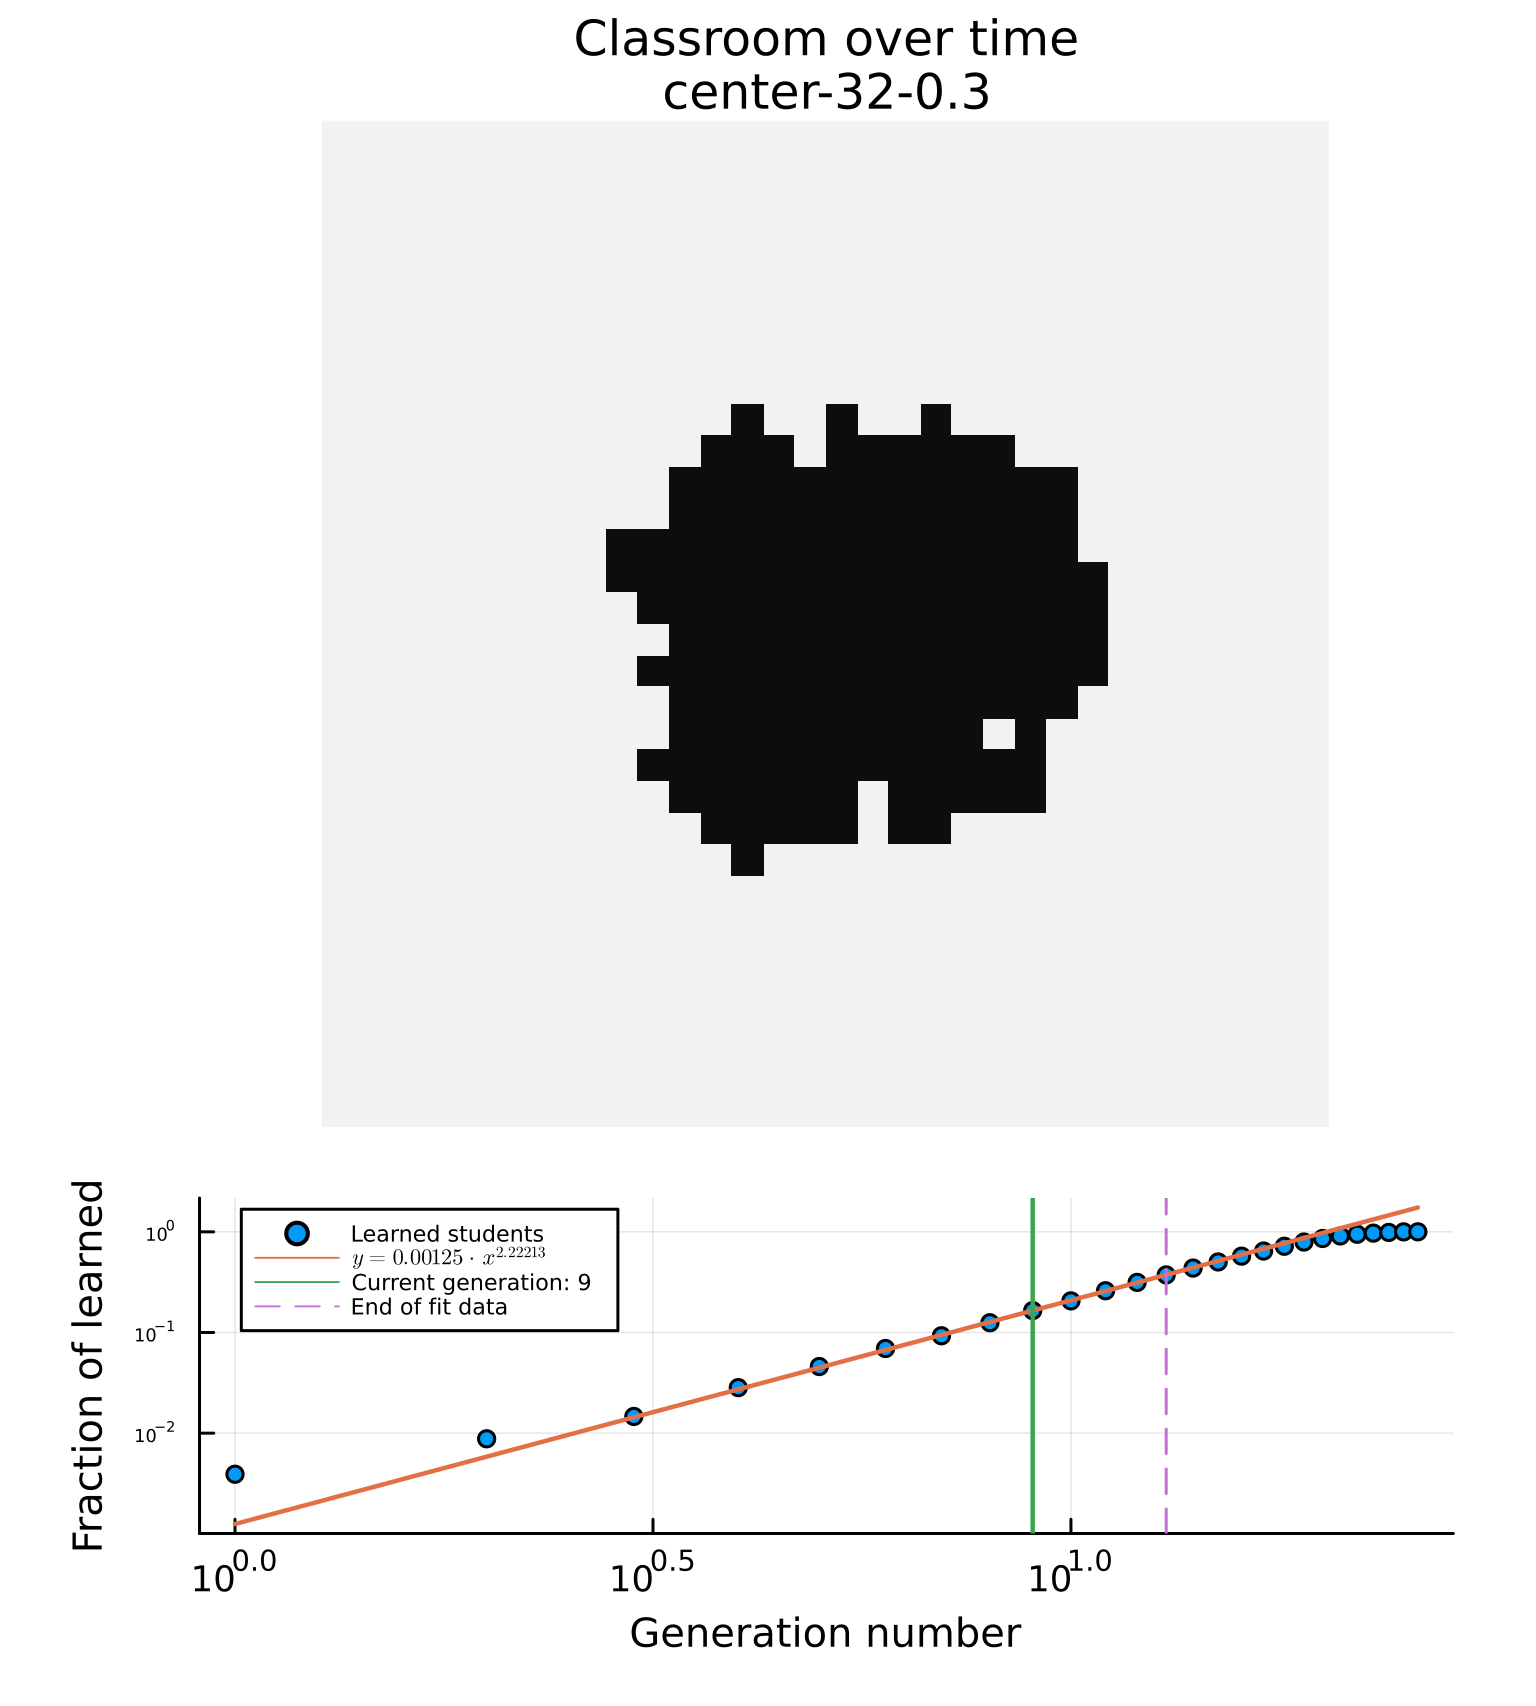 Classroom over time
center-32-0.3
Fraction of learned
10^0
10^-1
10^-2
Learned students
y = 0.00125 · x^2.22213
Current generation: 9
End of fit data
10^0.0 10^0.5 10^1.0
Generation number